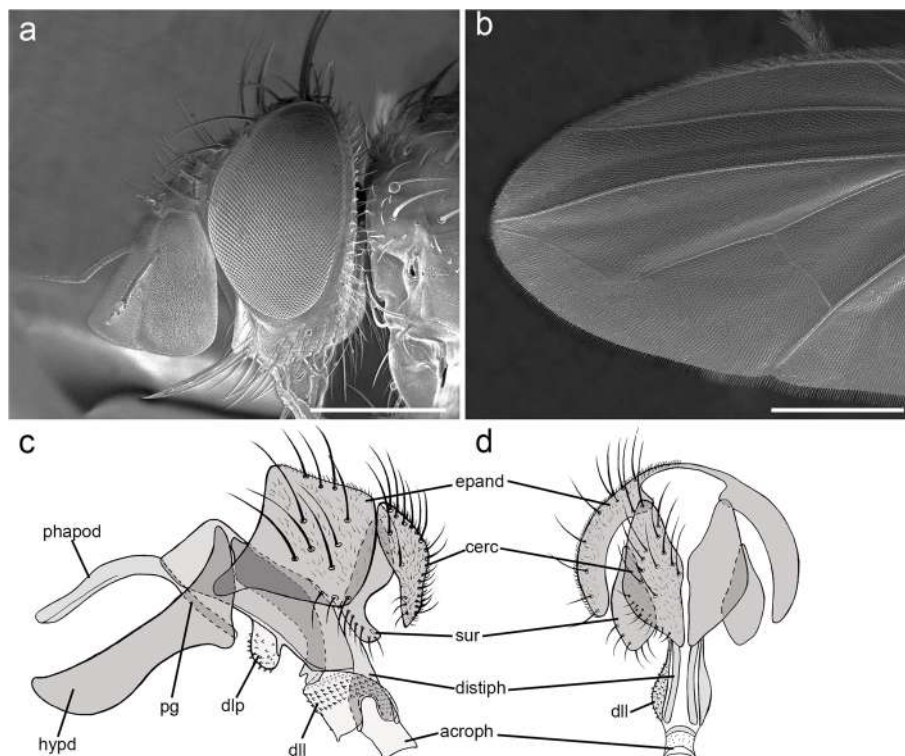 a
b
c
d
epand
phapod
cerc
sur
distiph
dlp
pg
dll
dll
acroph
hypd